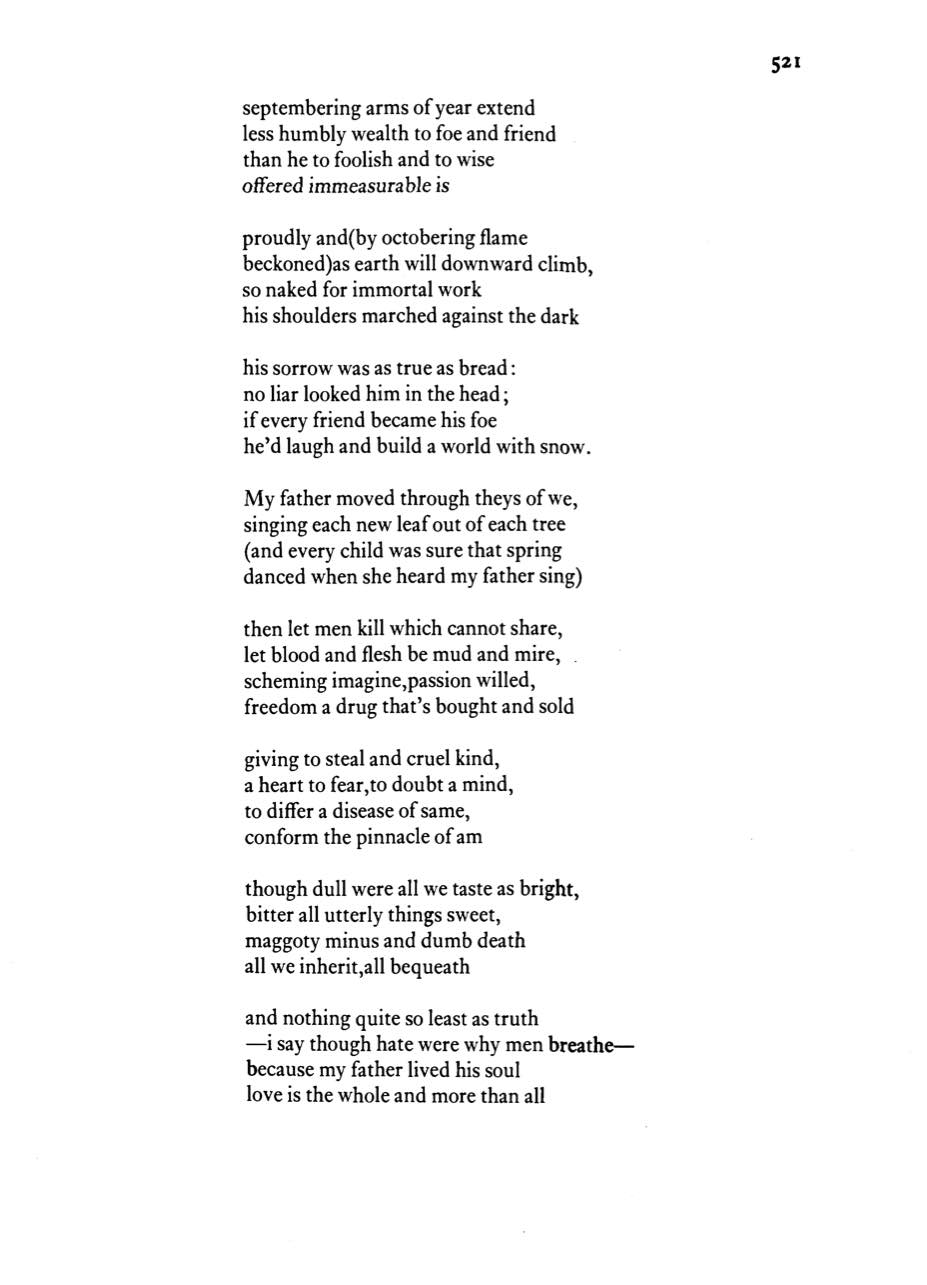 521
septembering arms of year extend
less humbly wealth to foe and friend
than he to foolish and to wise
offered immeasurable is
proudly and(by octobering flame
beckoned)as earth will downward climb,
so naked for immortal work
his shoulders marched against the dark
his sorrow was as true as bread:
no liar looked him in the head;
if every friend became his foe
he'd laugh and build a world with snow.
My father moved through theys of we,
singing each new leaf out of each tree
(and every child was sure that spring
danced when she heard my father sing)
then let men kill which cannot share,
let blood and flesh be mud and mire,
scheming imagine,passion willed,
freedom a drug that's bought and sold
giving to steal and cruel kind,
a heart to fear,to doubt a mind,
to differ a disease of same,
conform the pinnacle of am
though dull were all we taste as bright,
bitter all utterly things sweet,
maggoty minus and dumb death
all we inherit,all bequeath
and nothing quite so least as truth
—i say though hate were why men breathe—
because my father lived his soul
love is the whole and more than all